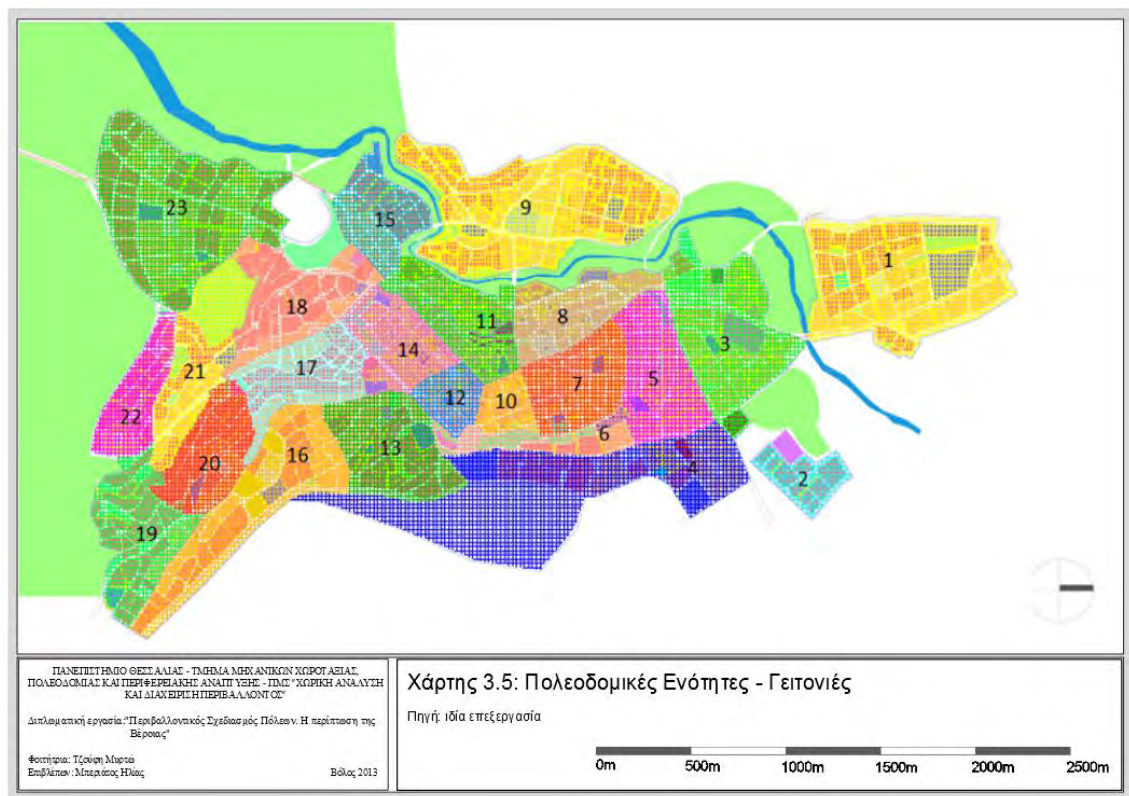 9
23
15
1
18
11
8
3
14
17
21
7
5
12
10
22
6
13
16
20
4
2
19
ΠΑΝΕΠΙΣΤΗΜΙΟ ΘΕΣΣΑΛΙΑΣ - ΤΜΗΜΑ ΜΗΧΑΝΙΚΩΝ ΧΩΡΟΤΑΞΙΑΣ,
ΠΟΛΕΟΔΟΜΙΑΣ ΚΑΙ ΠΕΡΙΦΕΡΕΙΑΚΗΣ ΑΝΑΠΤΥΞΗΣ - ΠΜΣ "ΧΩΡΙΚΗ ΑΝΑΛΥΣΗ
ΚΑΙ ΔΙΑΧΕΙΡΙΣΗ ΠΕΡΙΒΑΛΛΟΝΤΟΣ"
Διπλωματική εργασία:"Περιβαλλοντικός Σχεδιασμός Πόλεων. Η περίπτωση της
Βέροιας"
Φοιτήτρια: Τζούφη Μυρτώ
Επιβλέπων: Μπεριάτος Ηλίας
Βόλος 2013
Χάρτης 3.5: Πολεοδομικές Ενότητες - Γειτονιές
Πηγή: ιδία επεξεργασία
0m 500m 1000m 1500m 2000m 2500m